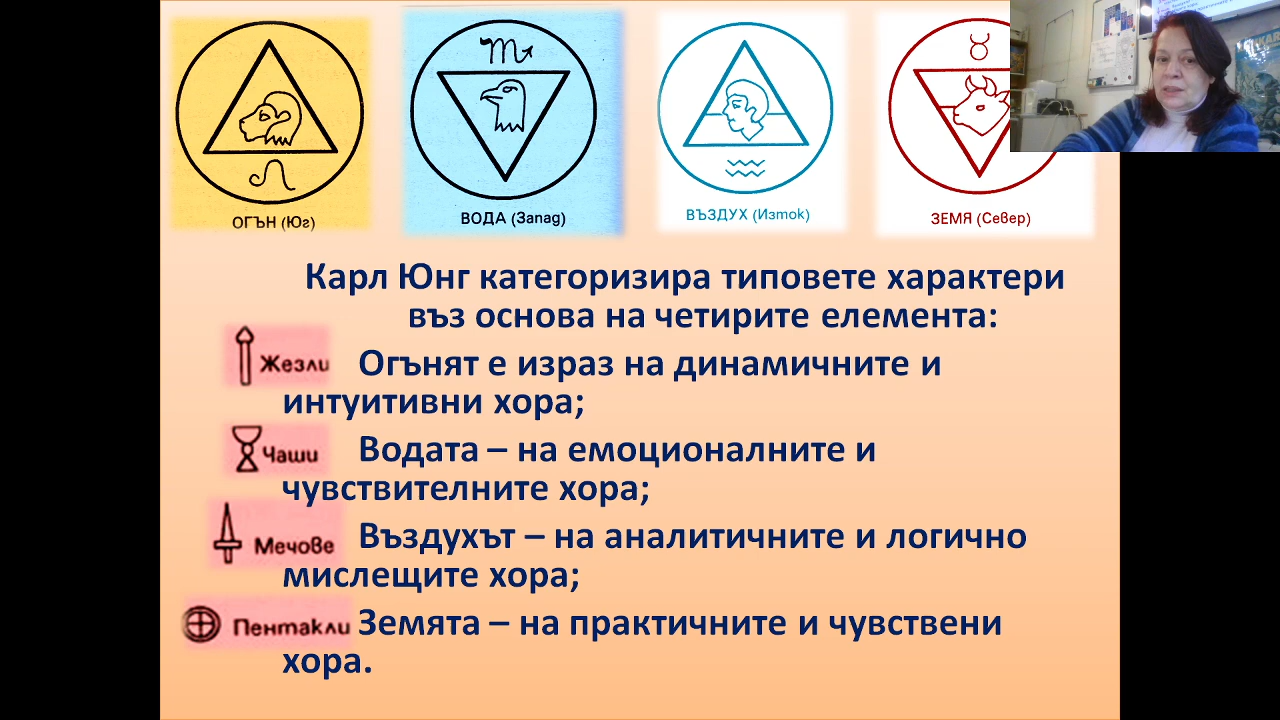 ОГЪН (Юг)
ВОДА (Запад)
ВЪЗДУХ (Изток)
ЗЕМЯ (Север)
Карл Юнг категоризира типовете характери
въз основа на четирите елемента:
Жезли
Огънят е израз на динамичните и
интуитивни хора;
Чаши
Водата – на емоционалните и
чувствителните хора;
Мечове
Въздухът – на аналитичните и логично
мислещите хора;
Пентакли
Земята – на практичните и чувствени
хора.